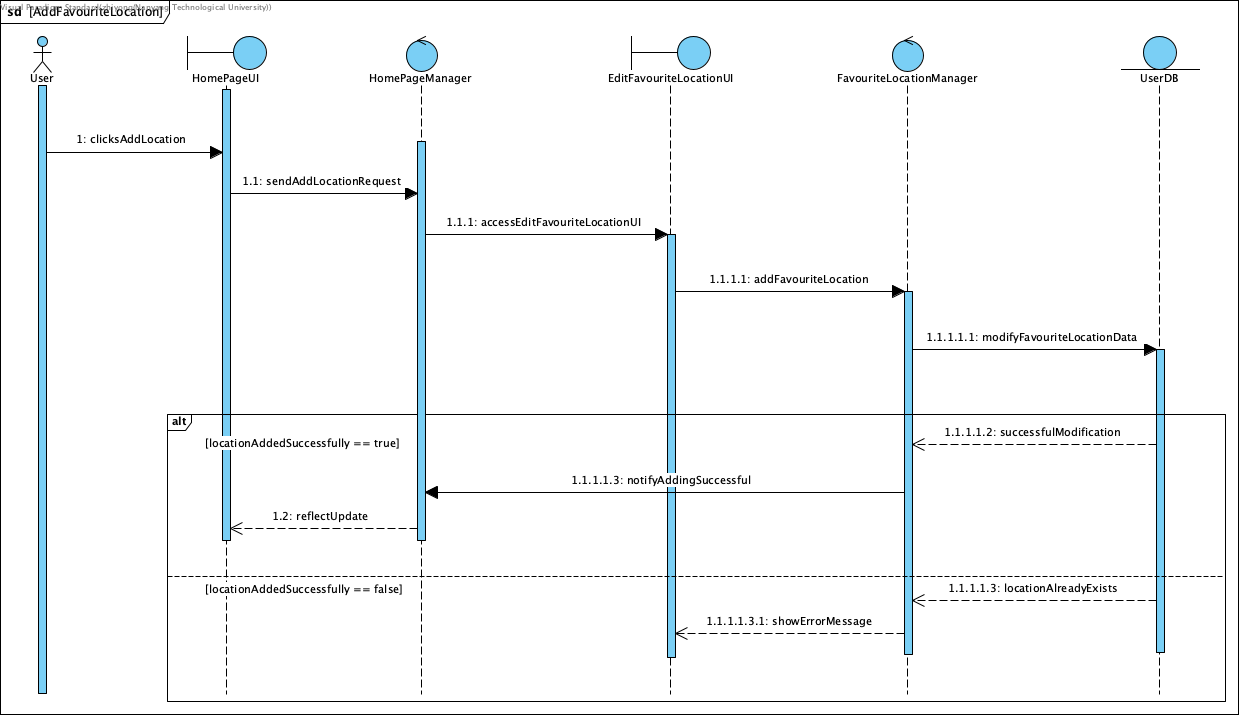 Visual Paradigm Standard(zhiyong(Nanyang Technological University))
sd [AddFavouriteLocation]
User
HomePageUI
HomePageManager
EditFavouriteLocationUI
FavouriteLocationManager
UserDB
1: clicksAddLocation
1.1: sendAddLocationRequest
1.1.1: accessEditFavouriteLocationUI
1.1.1.1: addFavouriteLocation
1.1.1.1.1: modifyFavouriteLocationData
alt
[locationAddedSuccessfully == true]
1.1.1.1.2: successfulModification
1.1.1.1.3: notifyAddingSuccessful
1.2: reflectUpdate
[locationAddedSuccessfully == false]
1.1.1.1.3: locationAlreadyExists
1.1.1.1.3.1: showErrorMessage